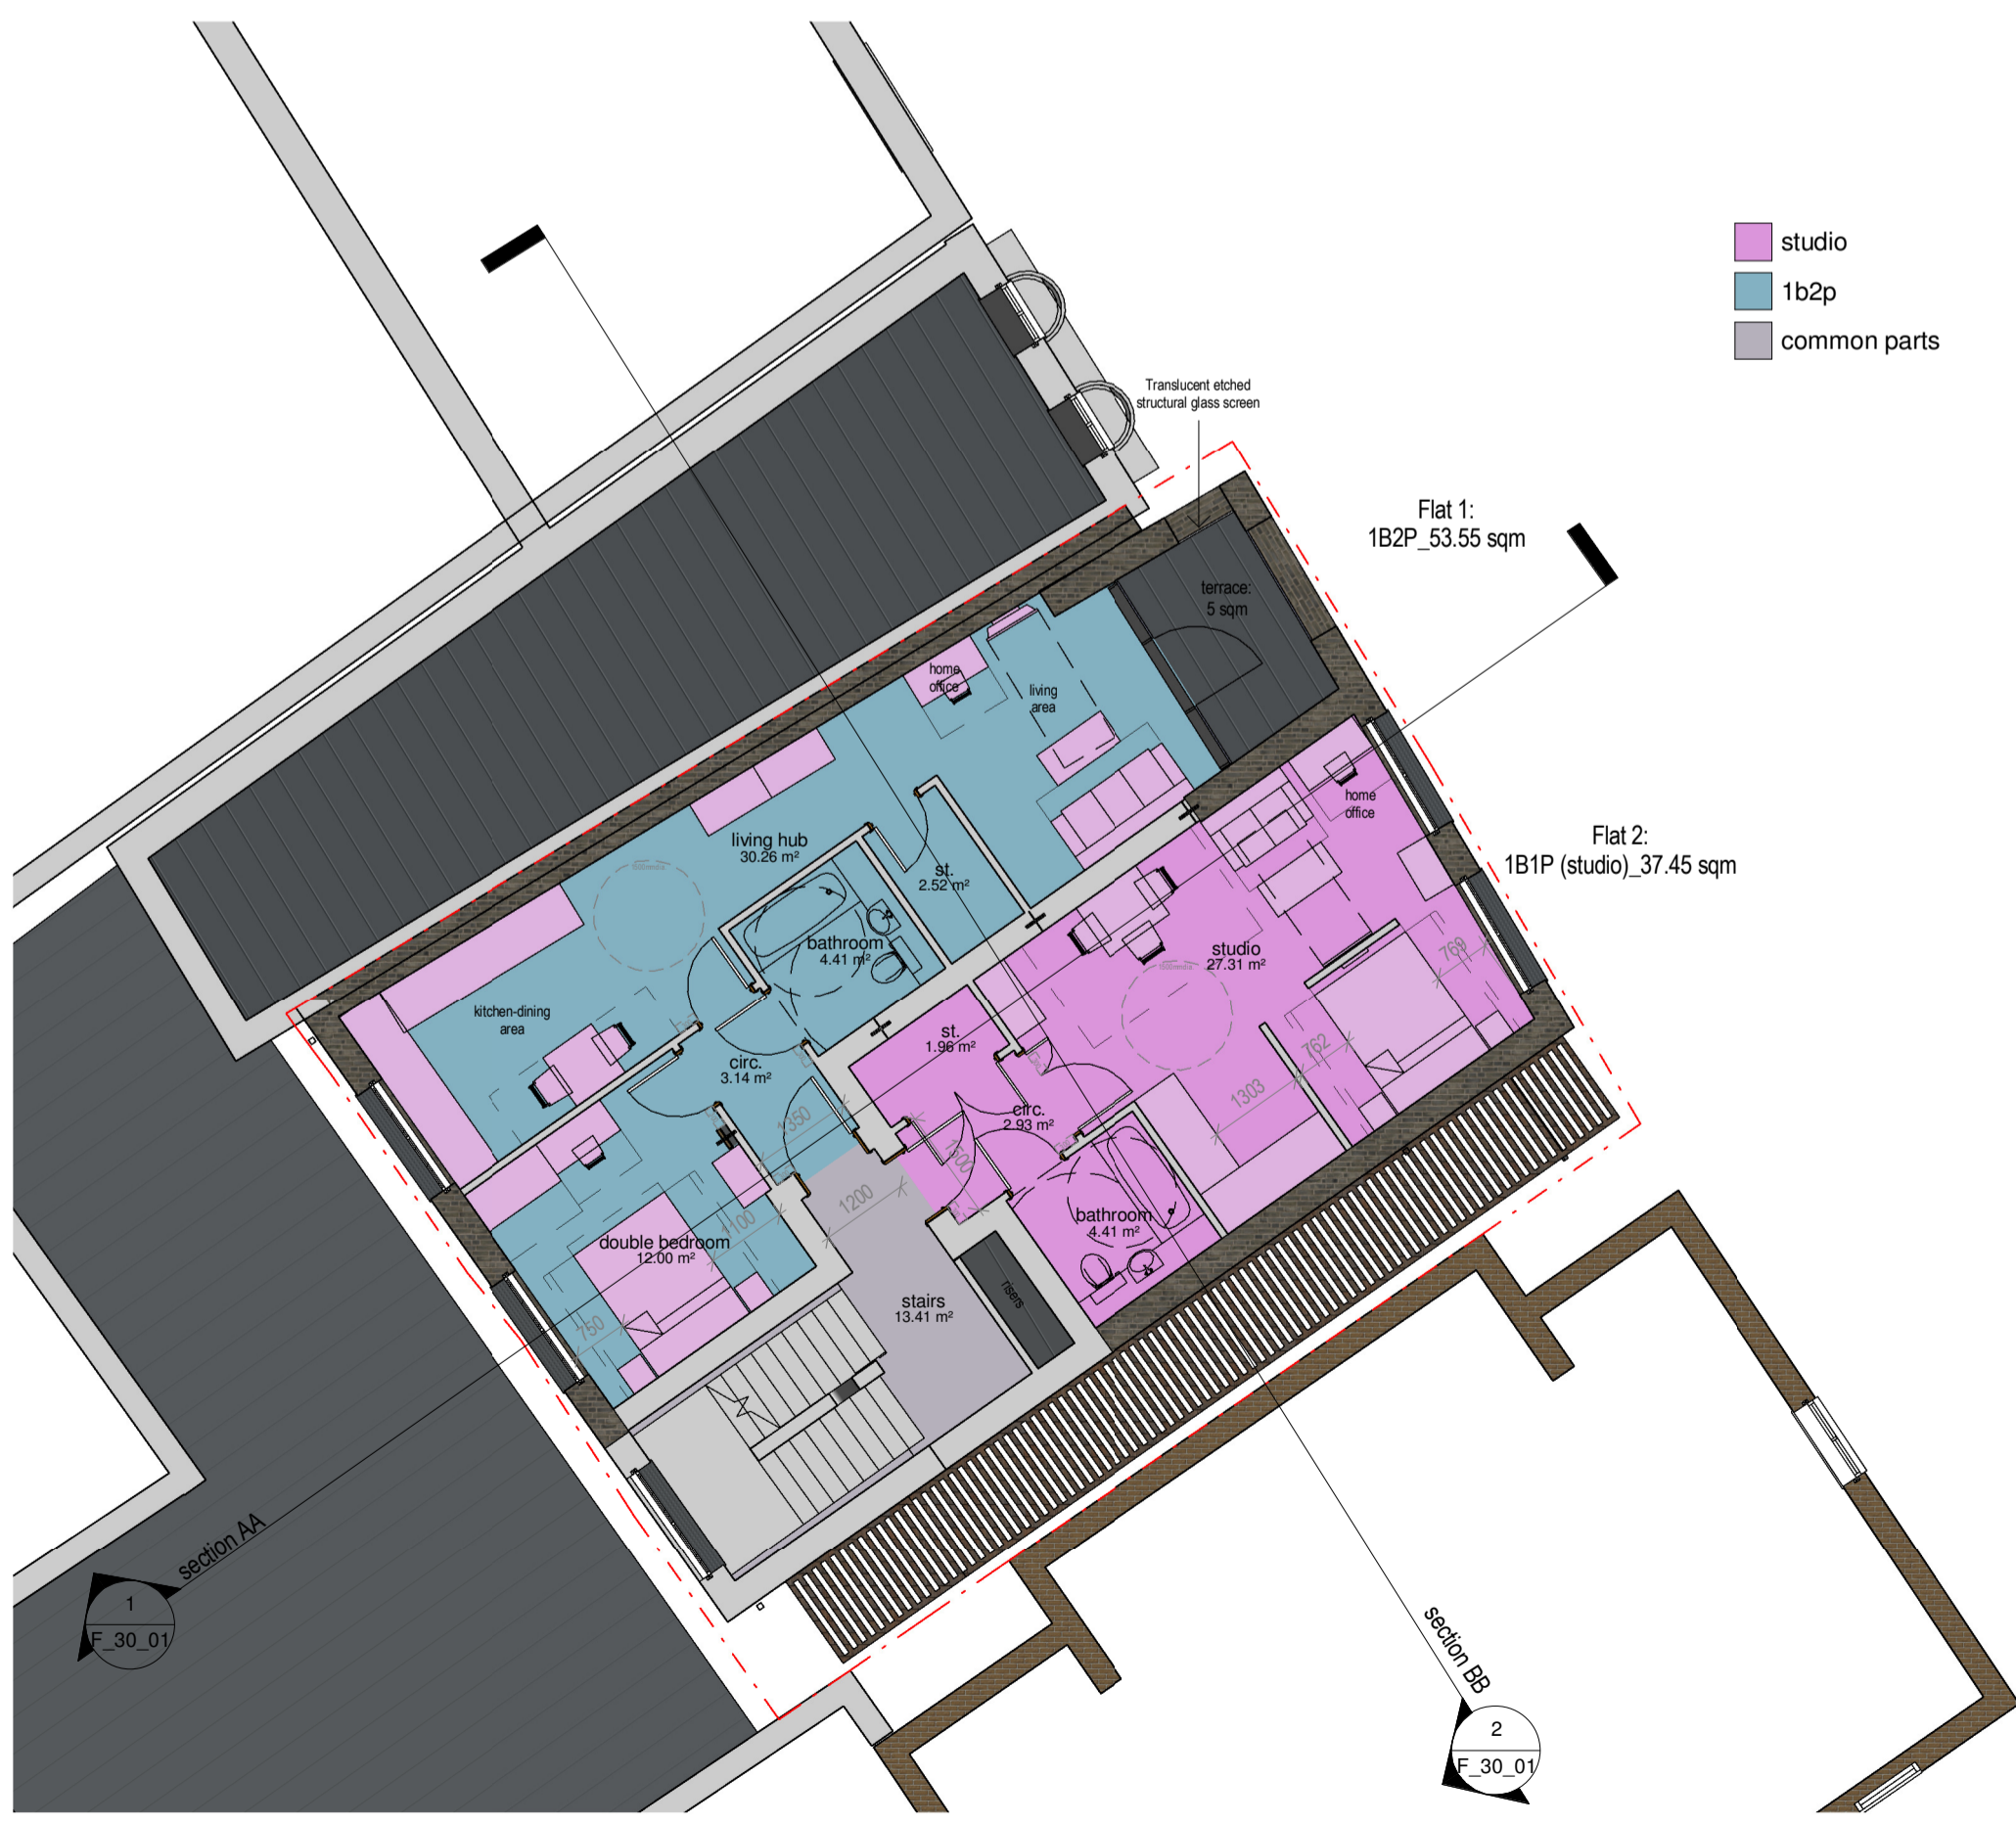 studio
1b2p
common parts
Translucent etched
structural glass screen
Flat 1:
1B2P_53.55 sqm
terrace:
5 sqm
home
office
living
area
home
office
Flat 2:
1B1P (studio)_37.45 sqm
living hub
30.26 m²
st.
2.52 m²
bathroom
4.41 m²
studio
27.31 m²
769
kitchen-dining
area
st.
1.96 m²
762
circ.
3.14 m²
1303
circ.
2.93 m²
1350
1500
1200
1100
bathroom
4.41 m²
double bedroom
12.00 m²
risers
stairs
13.41 m²
750
section AA
1
F_30_01
section BB
2
F_30_01